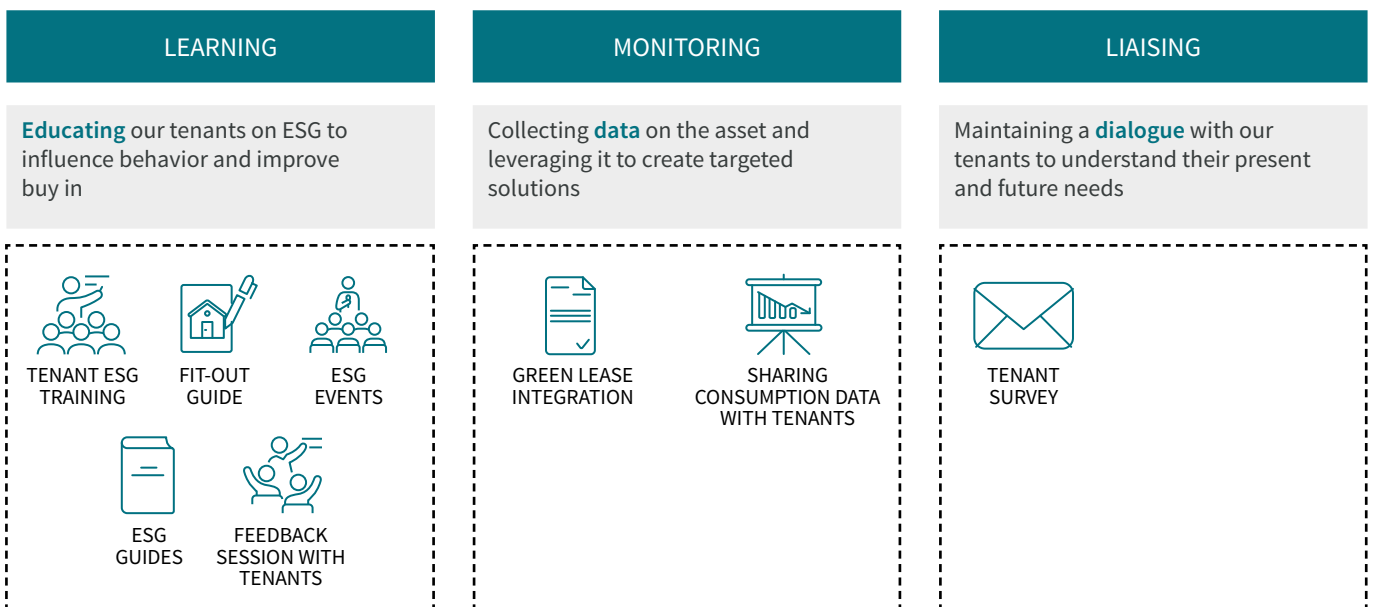 LEARNING
Educating our tenants on ESG to
influence behavior and improve
buy in
TENANT ESG
TRAINING
FIT-OUT
GUIDE
ESG
EVENTS
ESG
GUIDES
FEEDBACK
SESSION WITH
TENANTS
MONITORING
Collecting data on the asset and
leveraging it to create targeted
solutions
GREEN LEASE
INTEGRATION
SHARING
CONSUMPTION DATA
WITH TENANTS
LIAISING
Maintaining a dialogue with our
tenants to understand their present
and future needs
TENANT
SURVEY